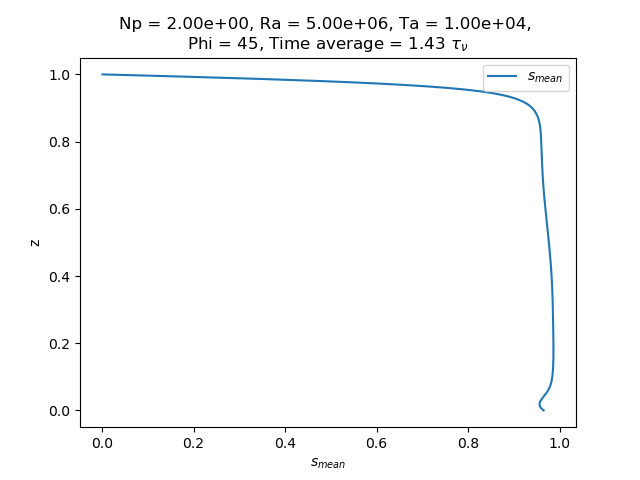 Np = 2.00e+00, Ra = 5.00e+06, Ta = 1.00e+04,
Phi = 45, Time average = 1.43 τν
smean
1.0
0.8
0.6
0.4
0.2
0.0
z
0.0 0.2 0.4 0.6 0.8 1.0
smean